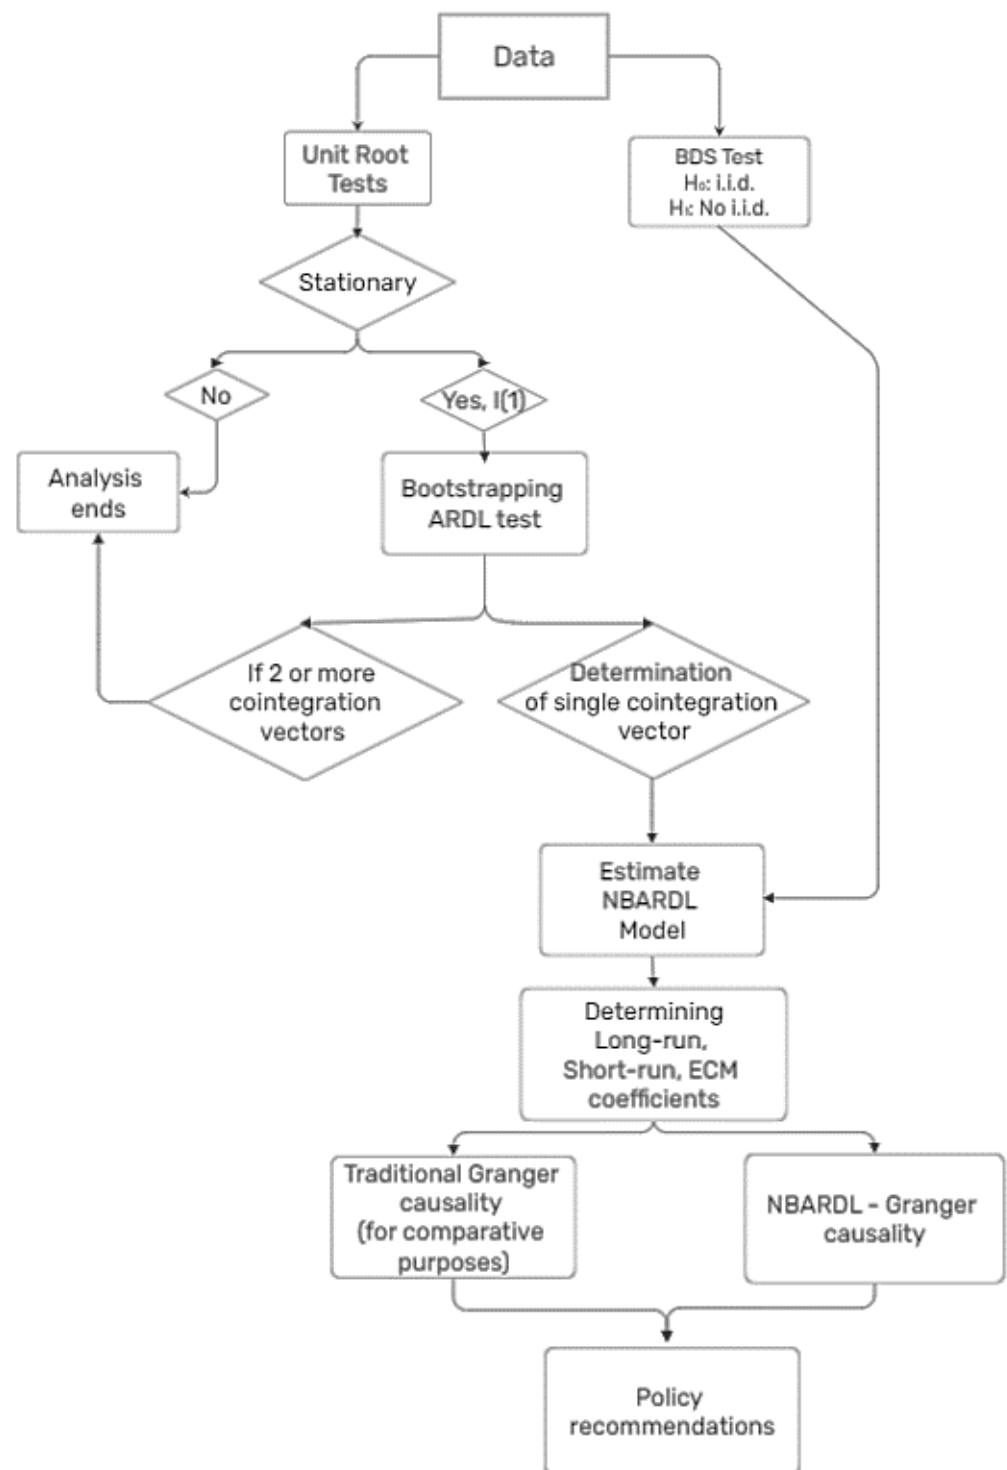 Data
Unit Root
Tests
BDS Test
H₀: i.i.d.
H₁: No i.i.d.
Stationary
No
Yes, I(1)
Analysis
ends
Bootstrapping
ARDL test
If 2 or more
cointegration
vectors
Determination
of single cointegration
vector
Estimate
NBARDL
Model
Determining
Long-run,
Short-run, ECM
coefficients
Traditional Granger
causality
(for comparative
purposes)
NBARDL - Granger
causality
Policy
recommendations